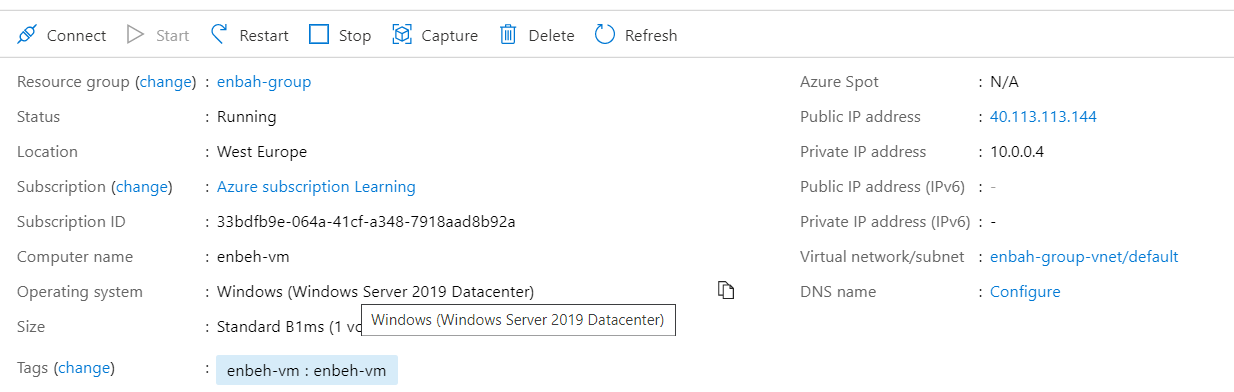 Connect Start Restart Stop Capture Delete Refresh
Resource group (change) : enbah-group
Status : Running
Location : West Europe
Subscription (change) : Azure subscription Learning
Subscription ID : 33bdfb9e-064a-41cf-a348-7918aad8b92a
Computer name : enbeh-vm
Operating system : Windows (Windows Server 2019 Datacenter)
Windows (Windows Server 2019 Datacenter)
Size : Standard B1ms (1
Tags (change) : enbeh-vm : enbeh-vm
Azure Spot : N/A
Public IP address : 40.113.113.144
Private IP address : 10.0.0.4
Public IP address (IPv6) : -
Private IP address (IPv6) : -
Virtual network/subnet : enbah-group-vnet/default
DNS name : Configure